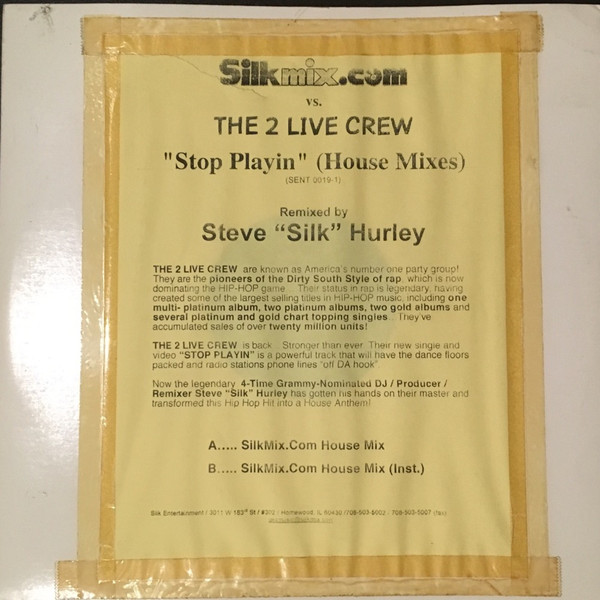 Silkmix.com
vs.
THE 2 LIVE CREW
"Stop Playin" (House Mixes)
(SENT 0019-1)
Remixed by
Steve "Silk" Hurley
THE 2 LIVE CREW are known as America's number one party group!
They are the pioneers of the Dirty South Style of rap, which is now
dominating the HIP-HOP game. Their status in rap is legendary, having
created some of the largest selling titles in HIP-HOP music, including one
multi- platinum album, two platinum albums, two gold albums and
several platinum and gold chart topping singles. They've
accumulated sales of over twenty million units!
THE 2 LIVE CREW is back. Stronger than ever. Their new single and
video "STOP PLAYIN" is a powerful track that will have the dance floors
packed and radio stations phone lines "off DA hook".
Now the legendary 4-Time Grammy-Nominated DJ / Producer /
Remixer Steve "Silk" Hurley has gotten his hands on their master and
transformed this Hip Hop Hit into a House Anthem!
A..... SilkMix.Com House Mix
B..... SilkMix.Com House Mix (Inst.)
Silk Entertainment / W 183rd St / Homewood, IL / 708-503-5002 / 708-503-5007 (fax)